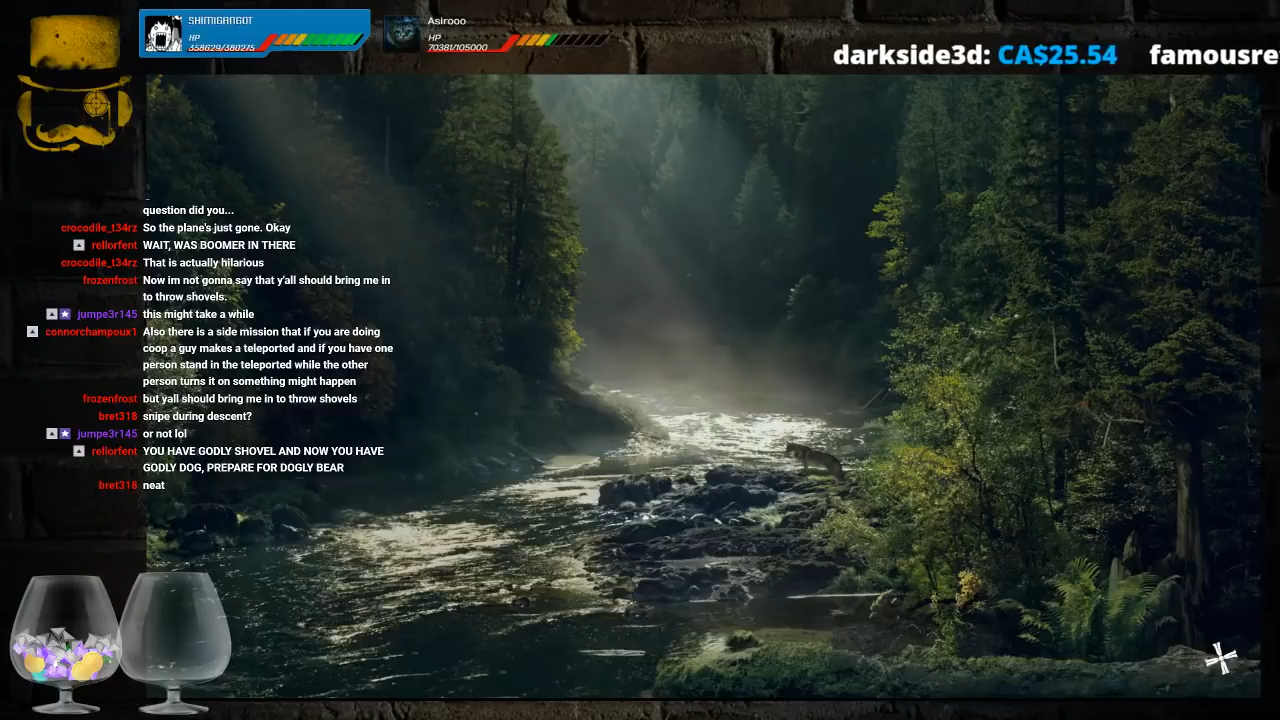 SHIMIGANGOT
HP
358629/380275
Asirooo
HP
70381/105000
darkside3d: CA$25.54 famousre
question did you...
crocodile_t34rz So the plane's just gone. Okay
rellorfent WAIT, WAS BOOMER IN THERE
crocodile_t34rz That is actually hilarious
frozenfrost Now im not gonna say that y'all should bring me in
to throw shovels.
jumpe3r145 this might take a while
connorchampoux1 Also there is a side mission that if you are doing
coop a guy makes a teleported and if you have one
person stand in the teleported while the other
person turns it on something might happen
frozenfrost but yall should bring me in to throw shovels
bret318 snipe during descent?
jumpe3r145 or not lol
rellorfent YOU HAVE GODLY SHOVEL AND NOW YOU HAVE
GODLY DOG, PREPARE FOR DOGLY BEAR
bret318 neat